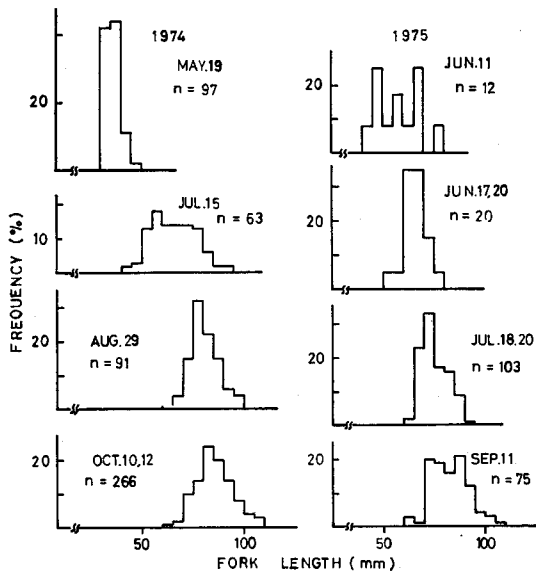 1974
MAY.19
n = 97
20
JUL.15
n = 63
10
AUG.29
n = 91
20
OCT.10,12
n = 266
20
50
100
1975
JUN.11
n = 12
20
JUN.17,20
n = 20
20
JUL.18,20
n = 103
20
SEP.11
n = 75
20
50
100
FREQUENCY (%)
FORK LENGTH (mm)